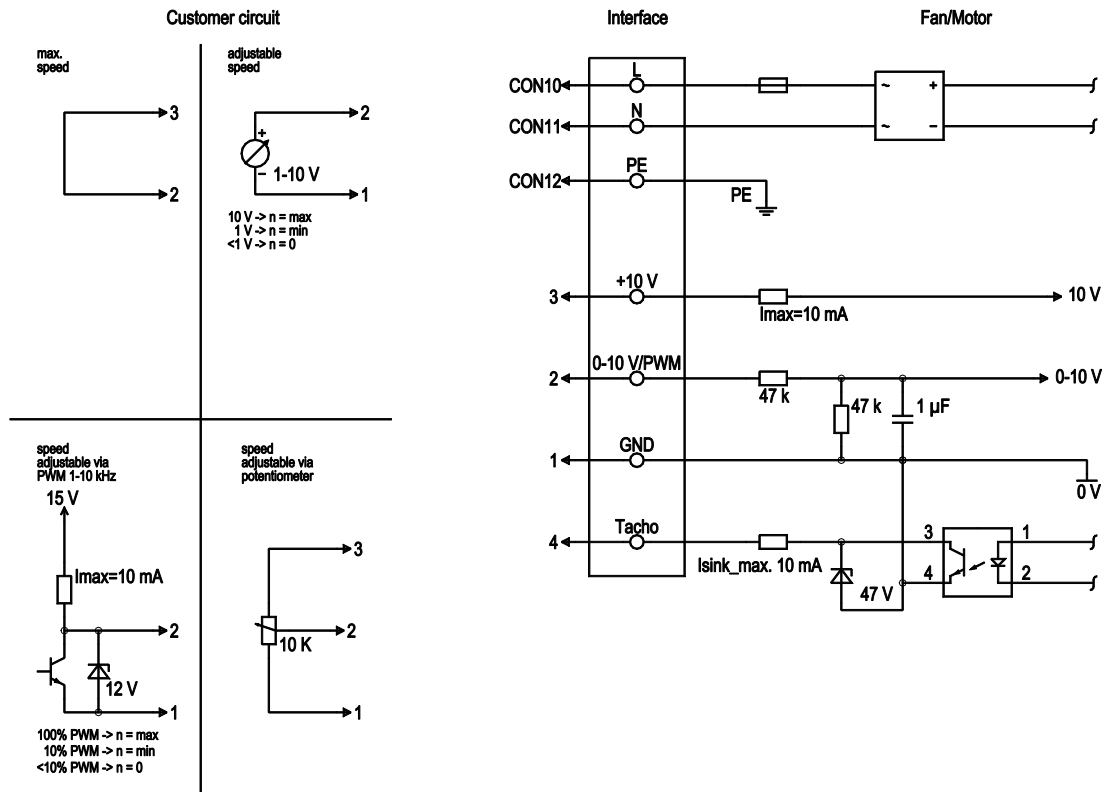 Customer circuit
Interface
Fan/Motor
max.
speed
3
2
adjustable
speed
2
+
–
1-10 V
1
10 V -> n = max
1 V -> n = min
<1 V -> n = 0
speed
adjustable via
PWM 1-10 kHz
15 V
Imax=10 mA
2
12 V
1
100% PWM -> n = max
10% PWM -> n = min
<10% PWM -> n = 0
speed
adjustable via
potentiometer
3
10 K
2
1
CON10
L
~
+
CON11
N
~
–
CON12
PE
PE
3
+10 V
Imax=10 mA
10 V
2
0-10 V/PWM
47 k
47 k
1 µF
0-10 V
1
GND
0 V
4
Tacho
Isink_max. 10 mA
47 V
3
1
4
2